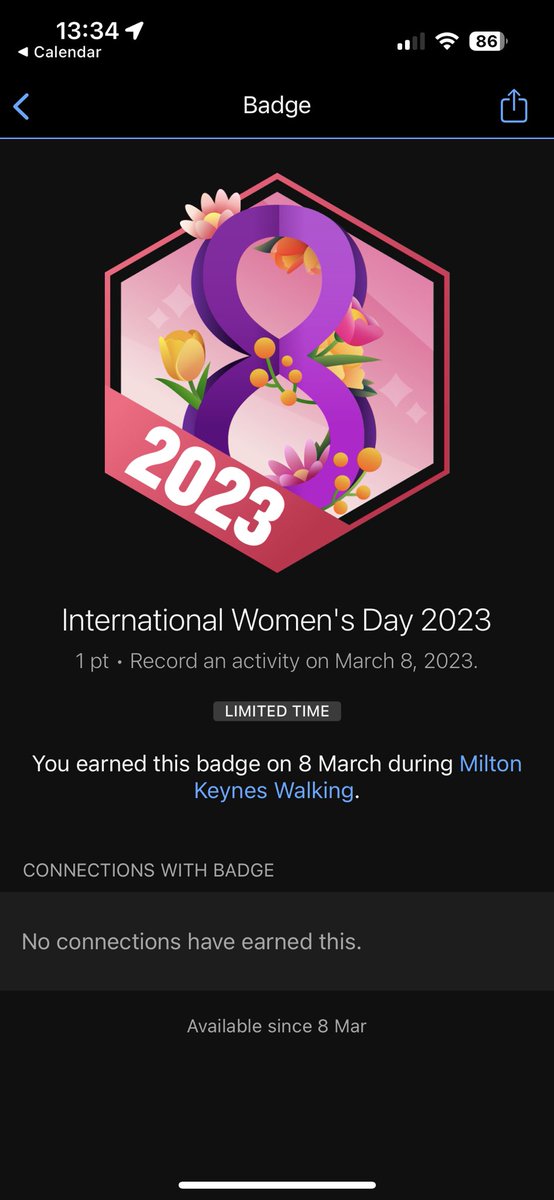 13:34
86
◀ Calendar
Badge
8
2023
International Women's Day 2023
1 pt • Record an activity on March 8, 2023.
LIMITED TIME
You earned this badge on 8 March during Milton
Keynes Walking.
CONNECTIONS WITH BADGE
No connections have earned this.
Available since 8 Mar